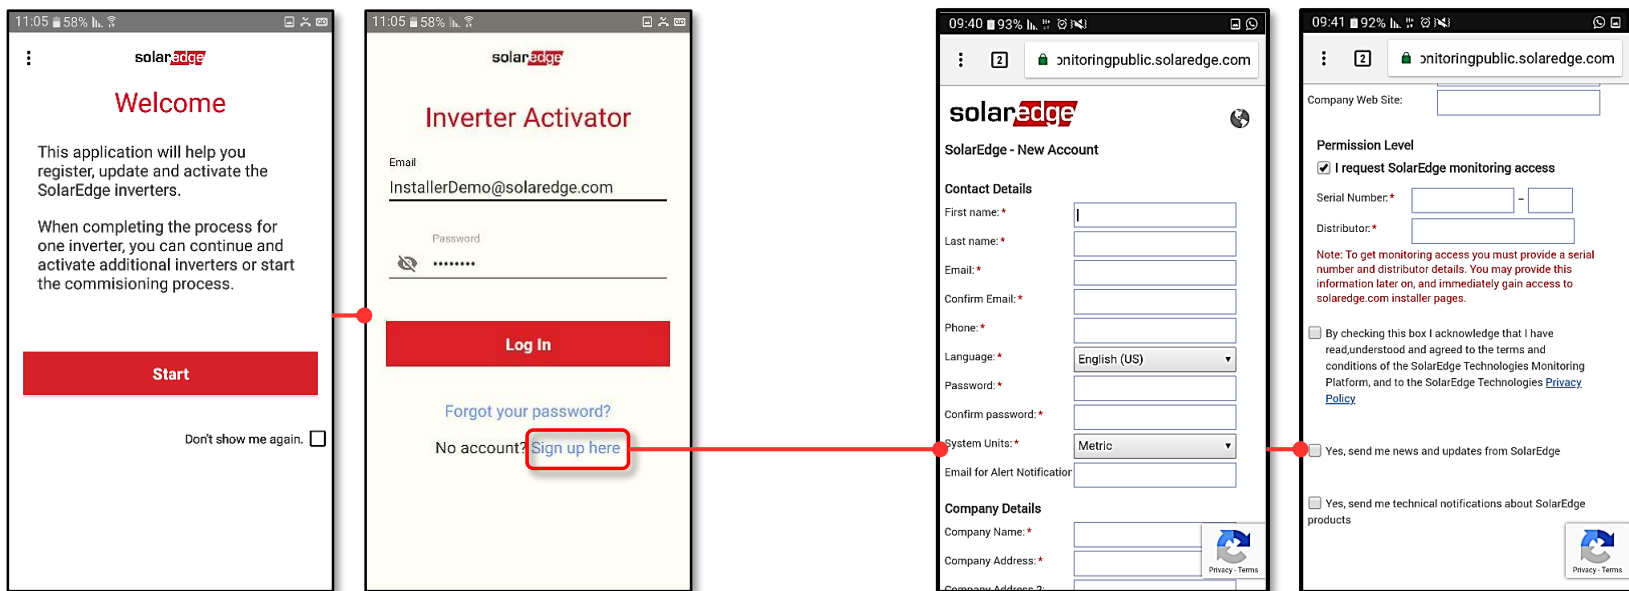 11:05 58%
solaredge
Welcome
This application will help you
register, update and activate the
SolarEdge inverters.
When completing the process for
one inverter, you can continue and
activate additional inverters or start
the commisioning process.
Start
Don't show me again.
11:05 58%
solaredge
Inverter Activator
Email
InstallerDemo@solaredge.com
Password
Log In
Forgot your password?
No account? Sign up here
09:40 93%
2
onitoringpublic.solaredge.com
solaredge
SolarEdge - New Account
Contact Details
First name: *
Last name: *
Email: *
Confirm Email: *
Phone: *
Language: * English (US)
Password: *
Confirm password: *
System Units: * Metric
Email for Alert Notification
Company Details
Company Name: *
Company Address: *
Company Address 2:
Privacy - Terms
09:41 92%
2
onitoringpublic.solaredge.com
Company Web Site:
Permission Level
I request SolarEdge monitoring access
Serial Number: * –
Distributor: *
Note: To get monitoring access you must provide a serial
number and distributor details. You may provide this
information later on, and immediately gain access to
solaredge.com installer pages.
By checking this box I acknowledge that I have
read,understood and agreed to the terms and
conditions of the SolarEdge Technologies Monitoring
Platform, and to the SolarEdge Technologies Privacy
Policy
Yes, send me news and updates from SolarEdge
Yes, send me technical notifications about SolarEdge
products
Privacy - Terms